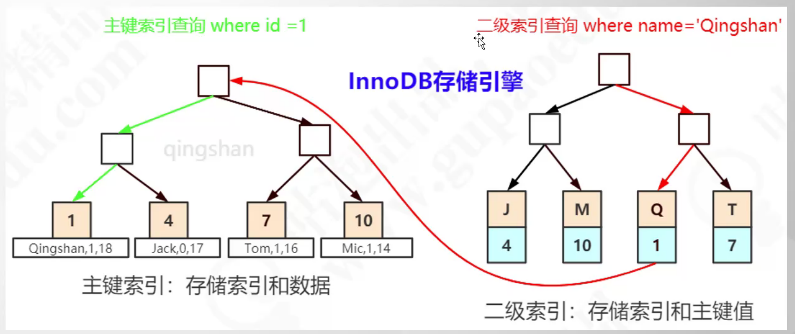 主键索引查询 where id =1
二级索引查询 where name='Qingshan'
InnoDB存储引擎
qingshan
1
4
7
10
Qingshan,1,18
Jack,0,17
Tom,1,16
Mic,1,14
主键索引：存储索引和数据
J
M
Q
T
4
10
1
7
二级索引：存储索引和主键值